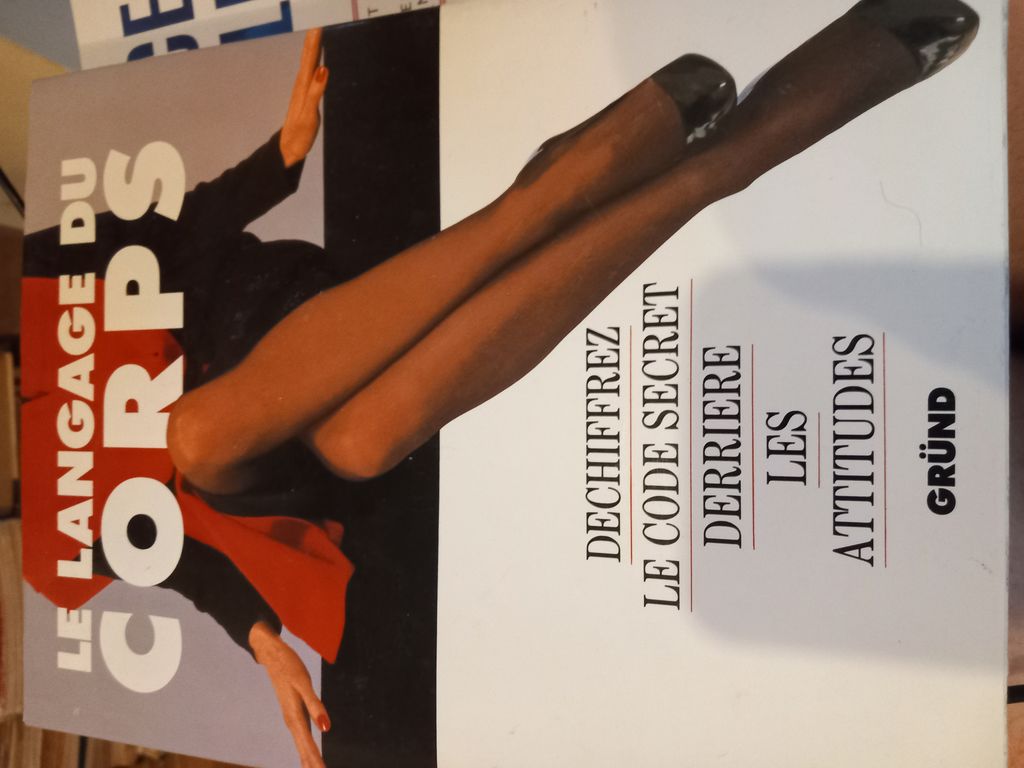 LE LANGAGE DU
CORPS
DECHIFFREZ
LE CODE SECRET
DERRIERE
LES
ATTITUDES
GRÜND